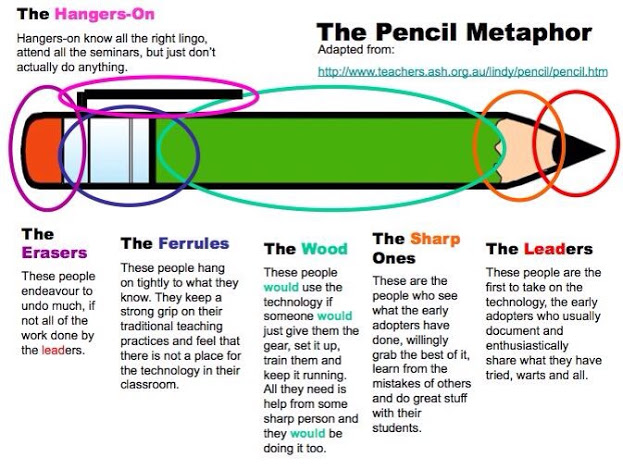 The Hangers-On
Hangers-on know all the right lingo,
attend all the seminars, but just don't
actually do anything.
The Pencil Metaphor
Adapted from:
http://www.teachers.ash.org.au/lindy/pencil/pencil.htm
The
Erasers
These people
endeavour to
undo much, if
not all of the
work done by
the leaders.
The Ferrules
These people hang
on tightly to what they
know. They keep a
strong grip on their
traditional teaching
practices and feel that
there is not a place for
the technology in their
classroom.
The Wood
These people
would use the
technology if
someone would
just give them the
gear, set it up,
train them and
keep it running.
All they need is
help from some
sharp person and
they would be
doing it too.
The Sharp
Ones
These are the
people who see
what the early
adopters have
done, willingly
grab the best of it,
learn from the
mistakes of others
and do great stuff
with their
students.
The Leaders
These people are the
first to take on the
technology, the early
adopters who usually
document and
enthusiastically
share what they have
tried, warts and all.